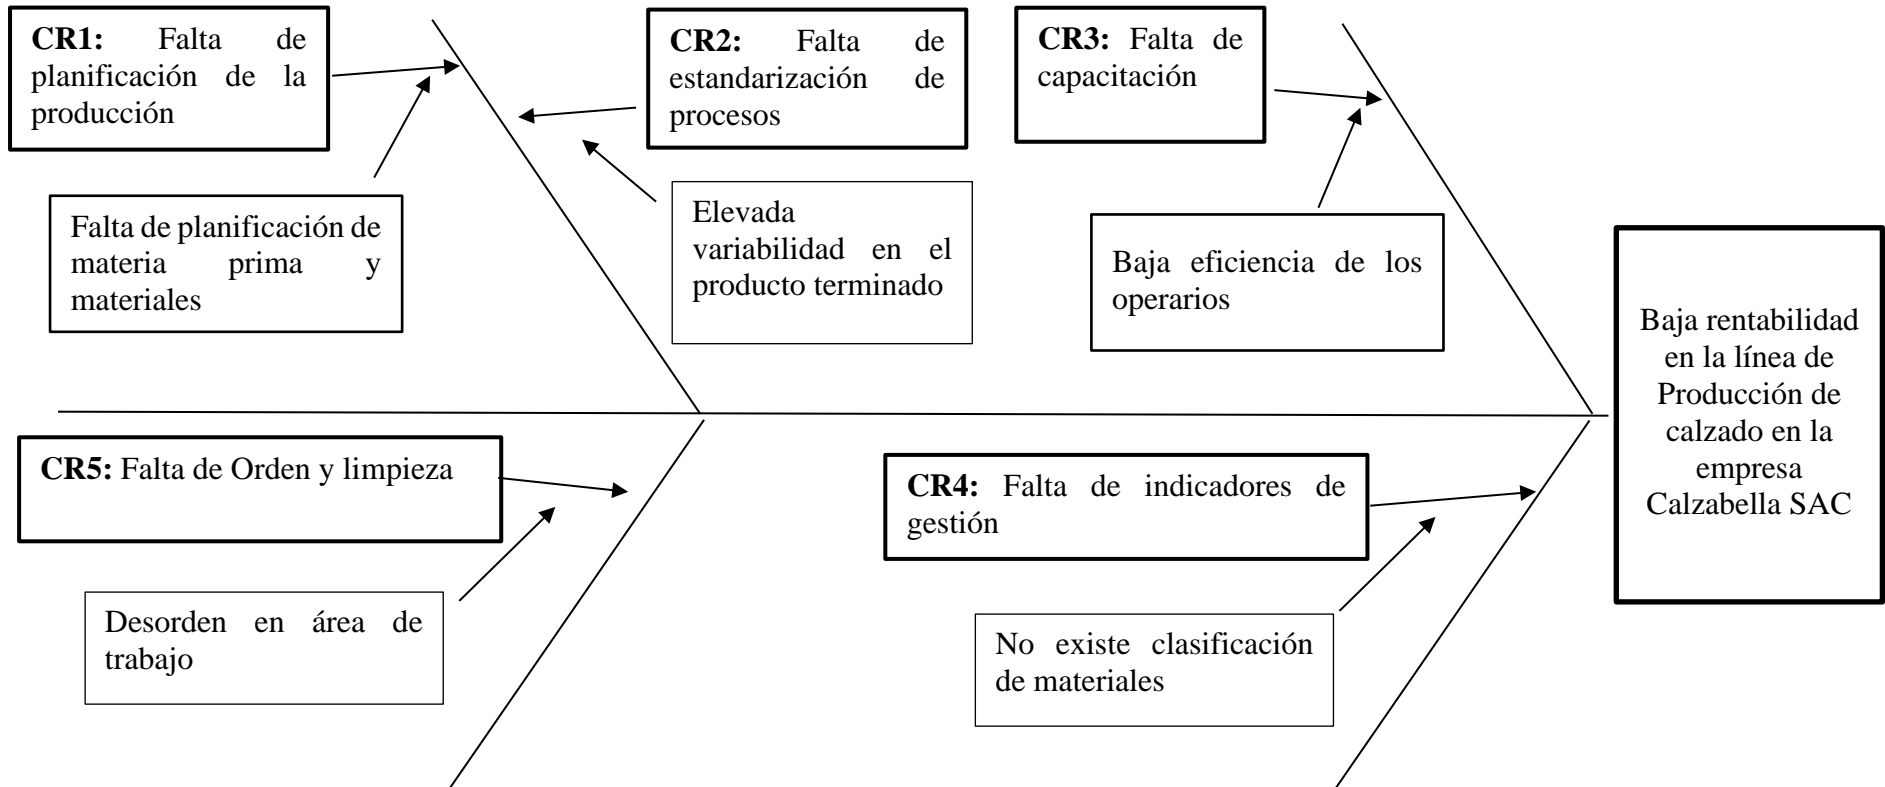 CR1: Falta de
planificación de la
producción
CR2: Falta de
estandarización de
procesos
CR3: Falta de
capacitación
Falta de planificación de
materia prima y
materiales
Elevada
variabilidad en el
producto terminado
Baja eficiencia de los
operarios
Baja rentabilidad
en la línea de
Producción de
calzado en la
empresa
Calzabella SAC
CR5: Falta de Orden y limpieza
CR4: Falta de indicadores de
gestión
Desorden en área de
trabajo
No existe clasificación
de materiales